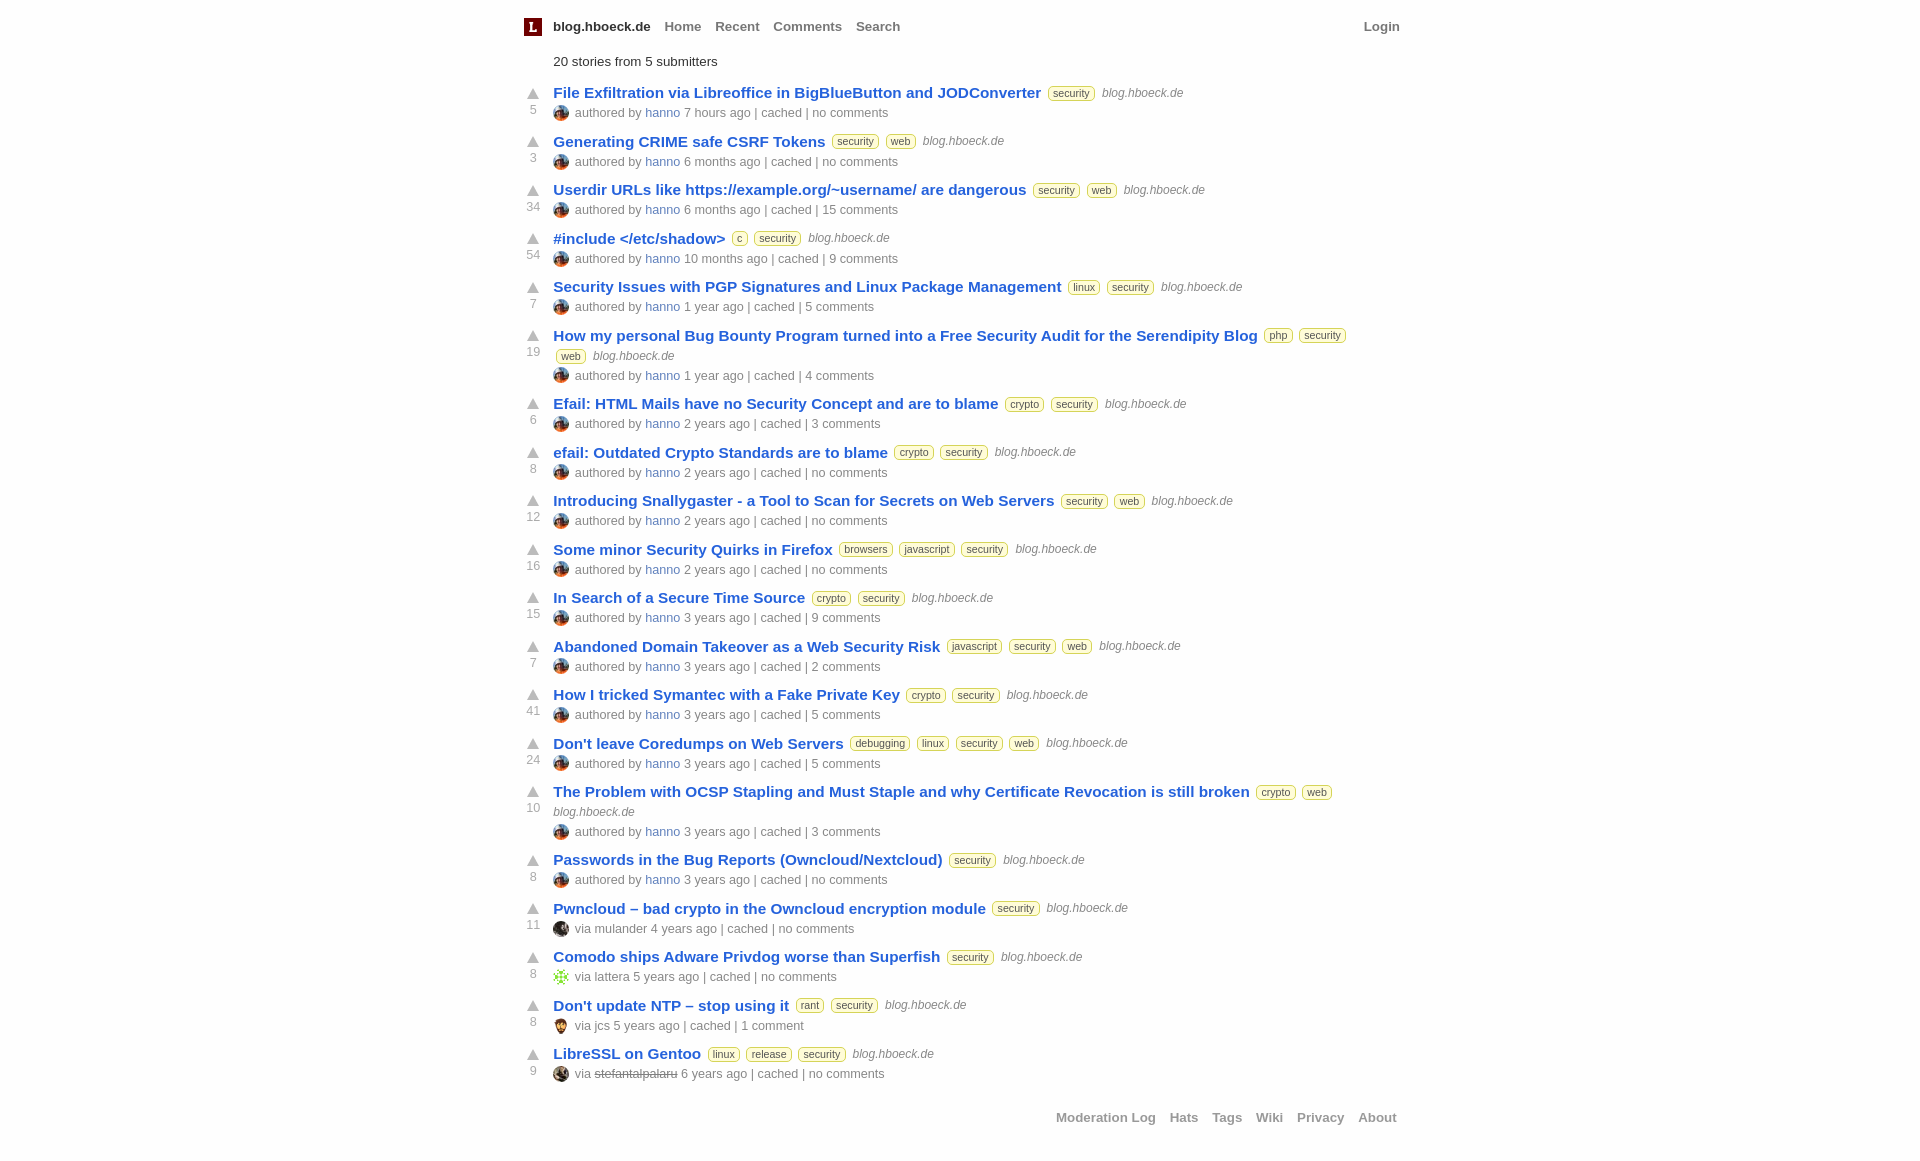 L blog.hboeck.de Home Recent Comments Search Login
20 stories from 5 submitters
File Exfiltration via Libreoffice in BigBlueButton and JODConverter security blog.hboeck.de
5 authored by hanno 7 hours ago | cached | no comments
Generating CRIME safe CSRF Tokens security web blog.hboeck.de
3 authored by hanno 6 months ago | cached | no comments
Userdir URLs like https://example.org/~username/ are dangerous security web blog.hboeck.de
34 authored by hanno 6 months ago | cached | 15 comments
#include </etc/shadow> c security blog.hboeck.de
54 authored by hanno 10 months ago | cached | 9 comments
Security Issues with PGP Signatures and Linux Package Management linux security blog.hboeck.de
7 authored by hanno 1 year ago | cached | 5 comments
How my personal Bug Bounty Program turned into a Free Security Audit for the Serendipity Blog php security
19 web blog.hboeck.de
authored by hanno 1 year ago | cached | 4 comments
Efail: HTML Mails have no Security Concept and are to blame crypto security blog.hboeck.de
6 authored by hanno 2 years ago | cached | 3 comments
efail: Outdated Crypto Standards are to blame crypto security blog.hboeck.de
8 authored by hanno 2 years ago | cached | no comments
Introducing Snallygaster - a Tool to Scan for Secrets on Web Servers security web blog.hboeck.de
12 authored by hanno 2 years ago | cached | no comments
Some minor Security Quirks in Firefox browsers javascript security blog.hboeck.de
16 authored by hanno 2 years ago | cached | no comments
In Search of a Secure Time Source crypto security blog.hboeck.de
15 authored by hanno 3 years ago | cached | 9 comments
Abandoned Domain Takeover as a Web Security Risk javascript security web blog.hboeck.de
7 authored by hanno 3 years ago | cached | 2 comments
How I tricked Symantec with a Fake Private Key crypto security blog.hboeck.de
41 authored by hanno 3 years ago | cached | 5 comments
Don't leave Coredumps on Web Servers debugging linux security web blog.hboeck.de
24 authored by hanno 3 years ago | cached | 5 comments
The Problem with OCSP Stapling and Must Staple and why Certificate Revocation is still broken crypto web
10 blog.hboeck.de
authored by hanno 3 years ago | cached | 3 comments
Passwords in the Bug Reports (Owncloud/Nextcloud) security blog.hboeck.de
8 authored by hanno 3 years ago | cached | no comments
Pwncloud – bad crypto in the Owncloud encryption module security blog.hboeck.de
11 via mulander 4 years ago | cached | no comments
Comodo ships Adware Privdog worse than Superfish security blog.hboeck.de
8 via lattera 5 years ago | cached | no comments
Don't update NTP – stop using it rant security blog.hboeck.de
8 via jcs 5 years ago | cached | 1 comment
LibreSSL on Gentoo linux release security blog.hboeck.de
9 via stefantalpalaru 6 years ago | cached | no comments
Moderation Log Hats Tags Wiki Privacy About